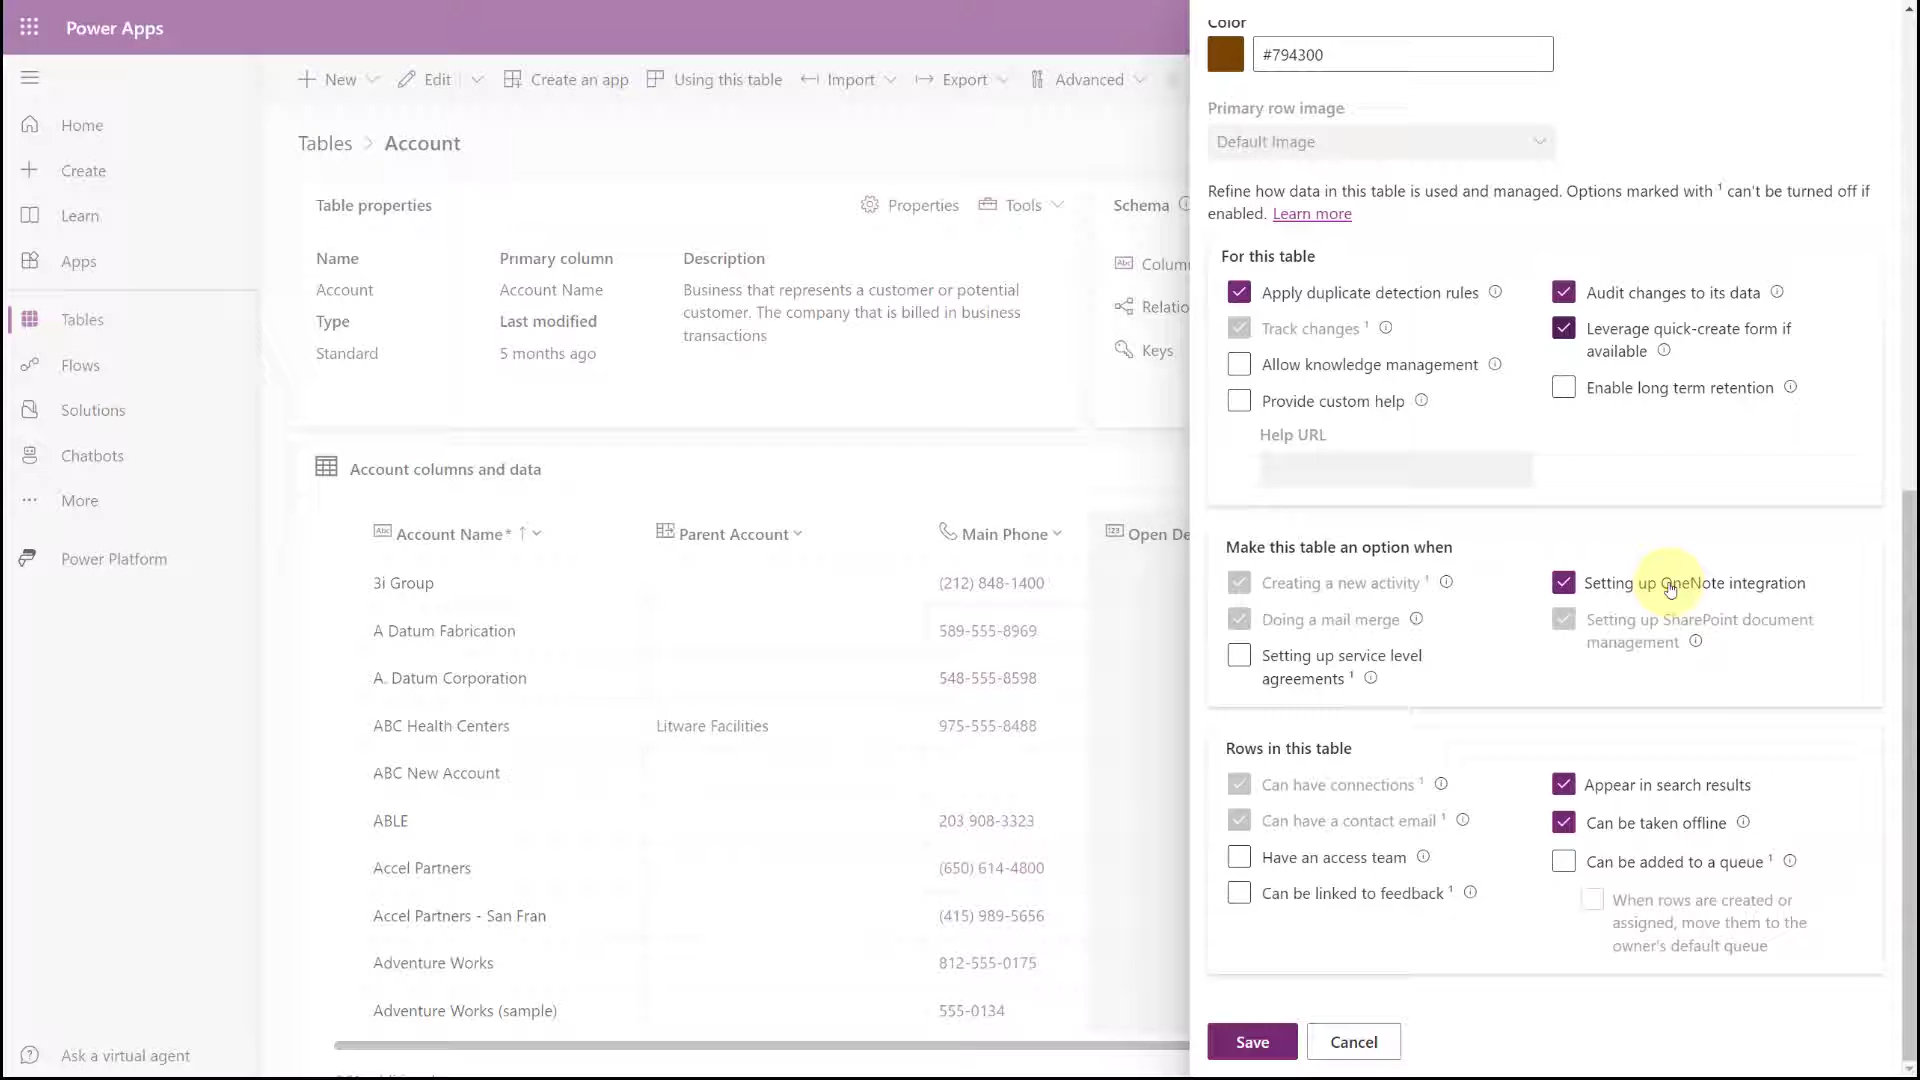 Power Apps
Home
Create
Learn
Apps
Tables
Flows
Solutions
Chatbots
More
Power Platform
Ask a virtual agent
New
Edit
Create an app
Using this table
Import
Export
Advanced
Tables > Account
Table properties
Properties
Tools
Name
Primary column
Description
Account
Account Name
Business that represents a customer or potential
customer. The company that is billed in business
transactions
Type
Last modified
Standard
5 months ago
Schema
Colum
Relatio
Keys
Account columns and data
Account Name* ↑
Parent Account
Main Phone
Open De
3i Group (212) 848-1400
A Datum Fabrication 589-555-8969
A. Datum Corporation 548-555-8598
ABC Health Centers Litware Facilities 975-555-8488
ABC New Account
ABLE 203 908-3323
Accel Partners (650) 614-4800
Accel Partners - San Fran (415) 989-5656
Adventure Works 812-555-0175
Adventure Works (sample) 555-0134
Color
#794300
Primary row image
Default Image
Refine how data in this table is used and managed. Options marked with ¹ can't be turned off if
enabled. Learn more
For this table
Apply duplicate detection rules
Track changes ¹
Allow knowledge management
Provide custom help
Help URL
Audit changes to its data
Leverage quick-create form if
available
Enable long term retention
Make this table an option when
Creating a new activity ¹
Doing a mail merge
Setting up service level
agreements ¹
Setting up OneNote integration
Setting up SharePoint document
management
Rows in this table
Can have connections ¹
Can have a contact email ¹
Have an access team
Can be linked to feedback ¹
Appear in search results
Can be taken offline
Can be added to a queue ¹
When rows are created or
assigned, move them to the
owner's default queue
Save
Cancel